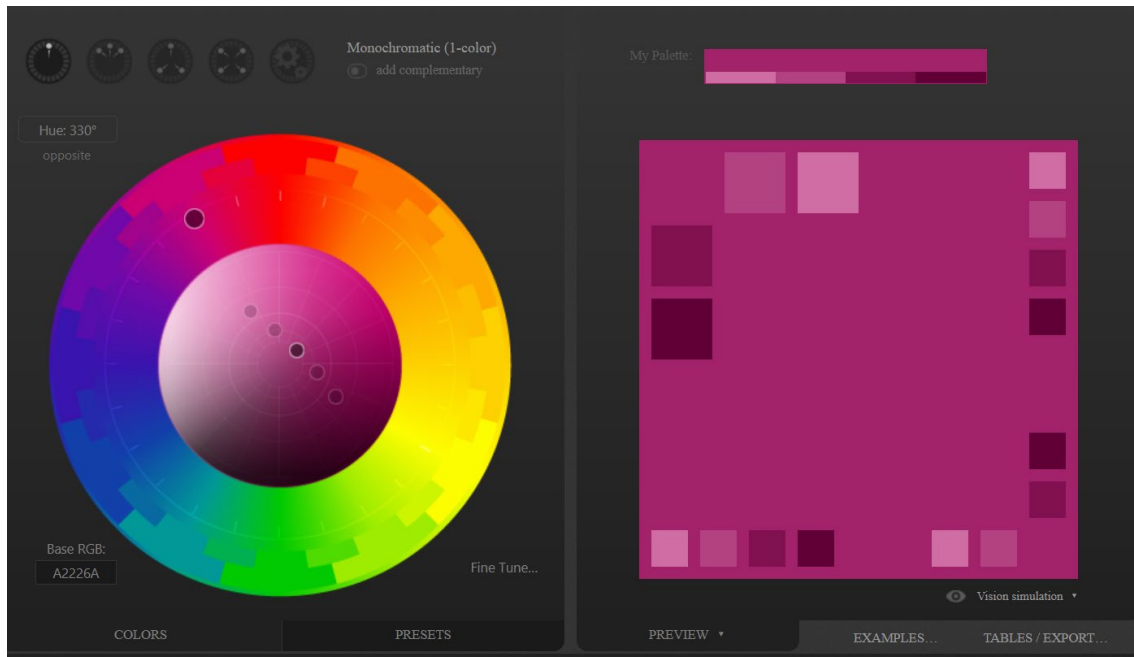 Monochromatic (1-color)
add complementary
Hue: 330°
opposite
Base RGB:
A2226A
Fine Tune...
COLORS
PRESETS
My Palette:
Vision simulation
PREVIEW
EXAMPLES...
TABLES / EXPORT...